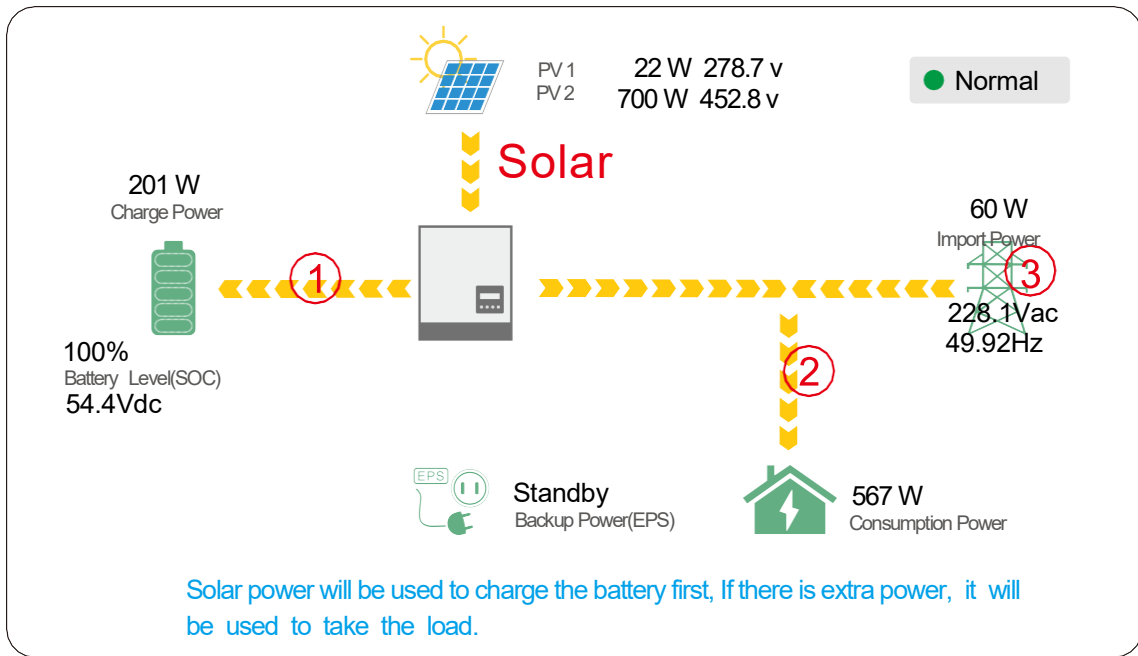 PV 1 22 W 278.7 v
PV 2 700 W 452.8 v
Normal
Solar
201 W
Charge Power
60 W
Import Power
1
3
228.1Vac
49.92Hz
100%
Battery Level(SOC)
54.4Vdc
2
EPS
Standby
Backup Power(EPS)
567 W
Consumption Power
Solar power will be used to charge the battery first, If there is extra power, it will
be used to take the load.